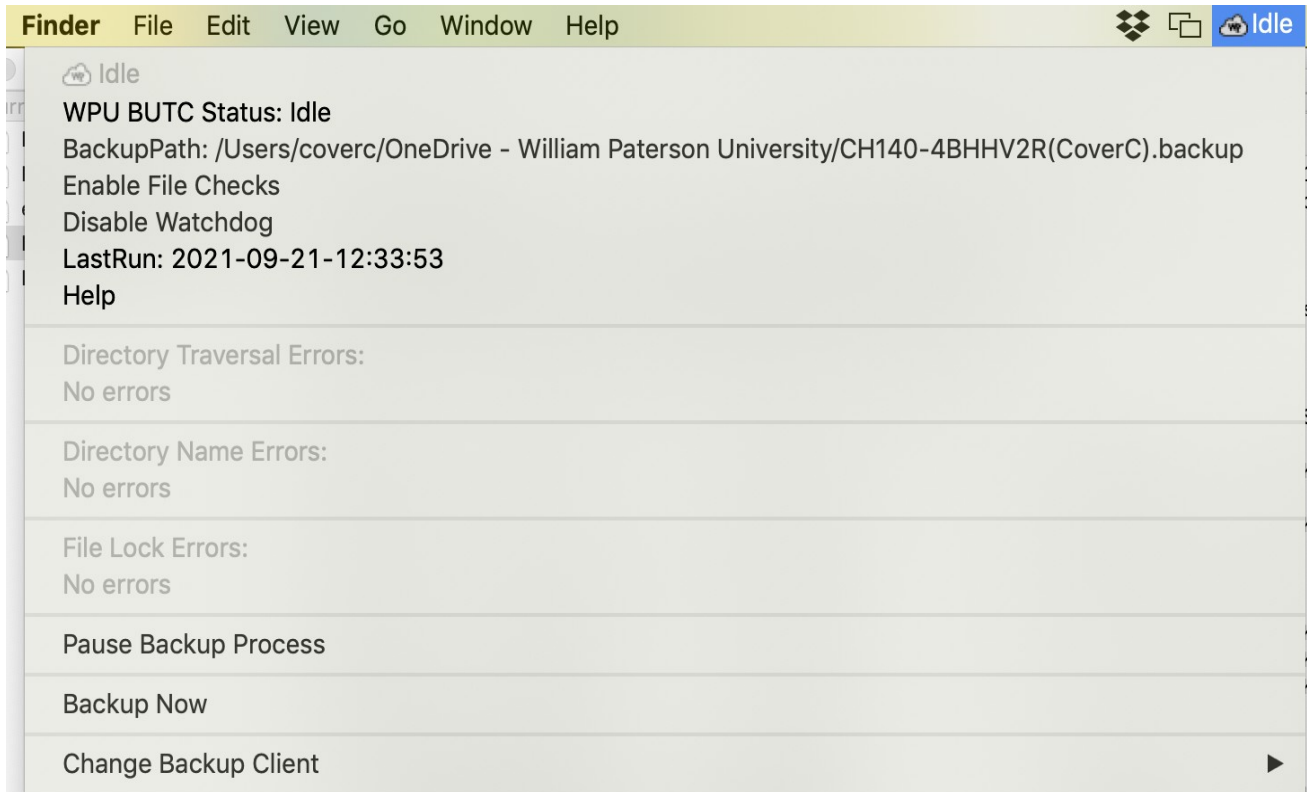 Finder File Edit View Go Window Help Idle
Idle
WPU BUTC Status: Idle
BackupPath: /Users/coverc/OneDrive - William Paterson University/CH140-4BHHV2R(CoverC).backup
Enable File Checks
Disable Watchdog
LastRun: 2021-09-21-12:33:53
Help
Directory Traversal Errors:
No errors
Directory Name Errors:
No errors
File Lock Errors:
No errors
Pause Backup Process
Backup Now
Change Backup Client